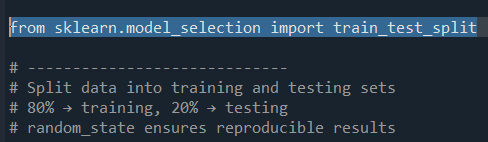 from sklearn.model_selection import train_test_split
# -----------------------------
# Split data into training and testing sets
# 80% → training, 20% → testing
# random_state ensures reproducible results